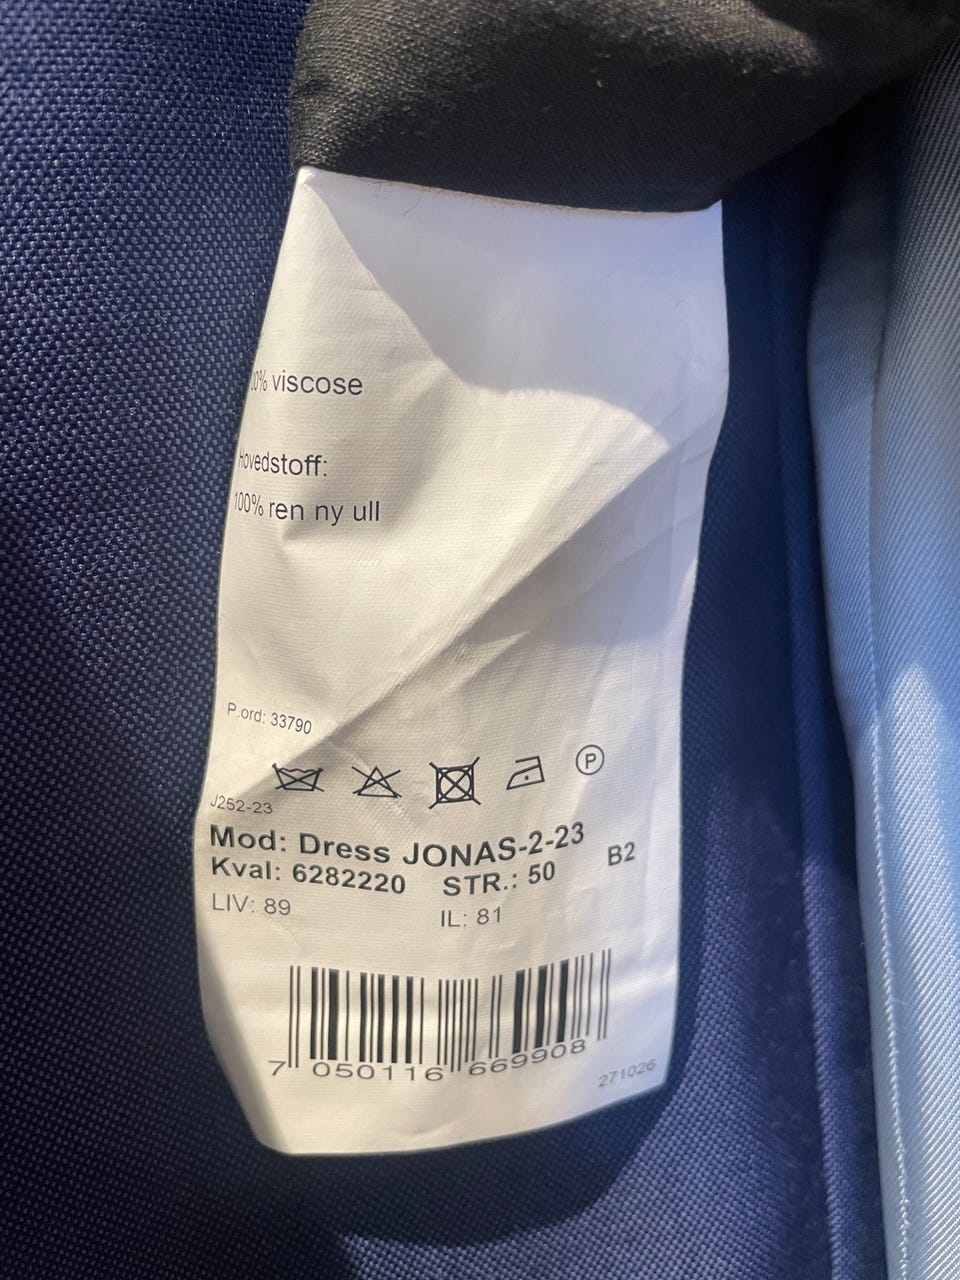 00% viscose
Hovedstoff:
100% ren ny ull
P.ord: 33790
P
J252-23
Mod: Dress JONAS-2-23
B2
Kval: 6282220 STR.: 50
LIV: 89 IL: 81
7 050116 669908
271026